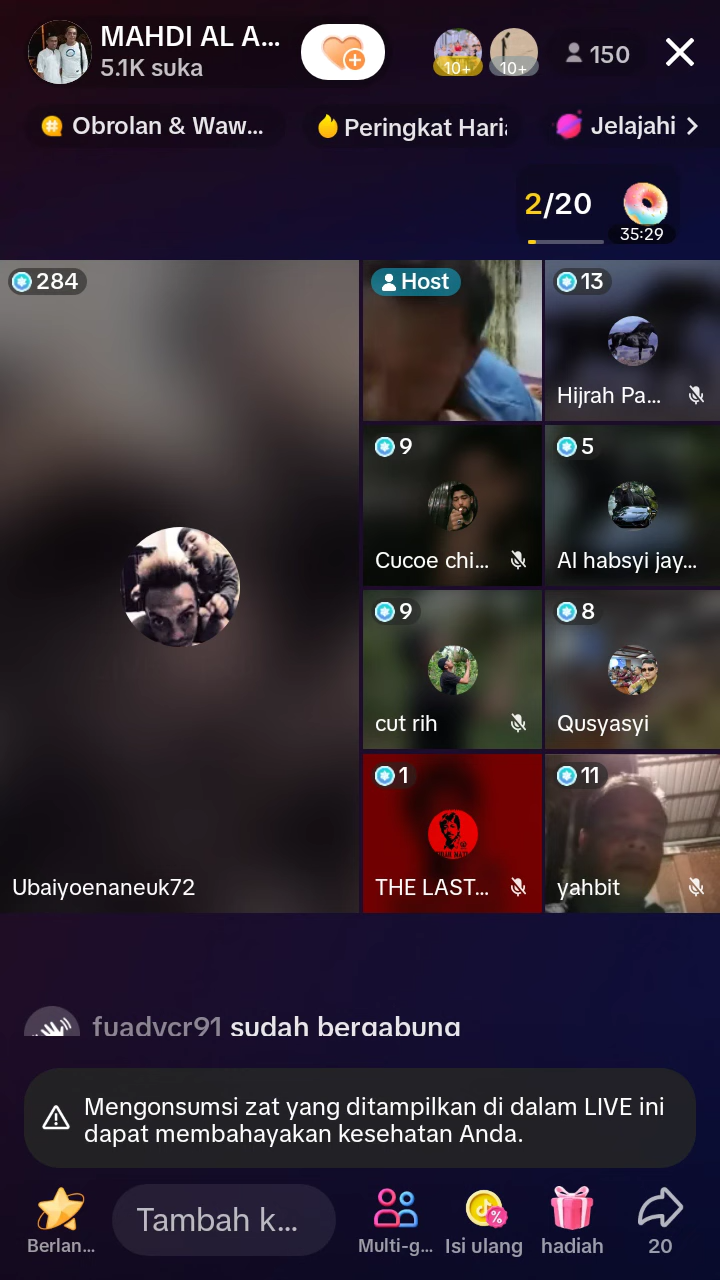 MAHDI AL A...
5.1K suka
10+
10+
150
Obrolan & Waw...
Peringkat Haria
Jelajahi
2/20
35:29
284
Host
13
Hijrah Pa...
9
Cucoe chi...
5
Al habsyi jay...
9
cut rih
8
Qusyasyi
1
THE LAST...
11
yahbit
Ubaiyoenaneuk72
fuadycr91 sudah bergabung
Mengonsumsi zat yang ditampilkan di dalam LIVE ini
dapat membahayakan kesehatan Anda.
Berlan...
Tambah k...
Multi-g...
Isi ulang
hadiah
20